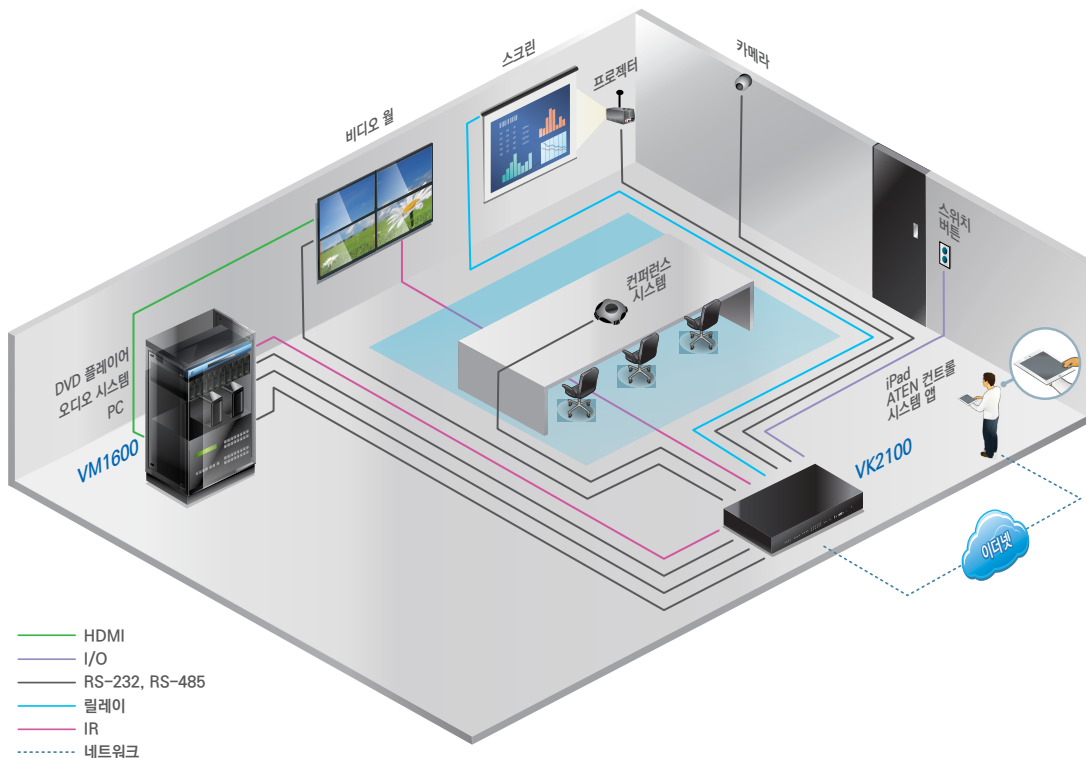 스크린
프로젝터
카메라
비디오 월
스위치
버튼
컨퍼런스
시스템
DVD 플레이어
오디오 시스템
PC
VM1600
iPad
ATEN 컨트롤
시스템 앱
VK2100
이더넷
HDMI
I/O
RS-232, RS-485
릴레이
IR
네트워크